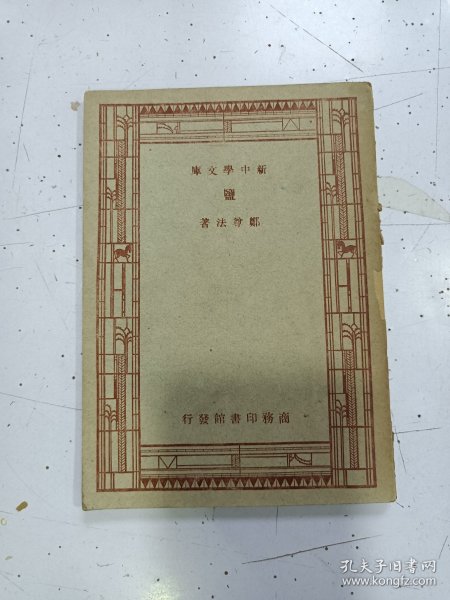 新中學文庫
鹽
鄭尊法著
商務印書館發行
孔夫子旧书网
www.kongfz.com